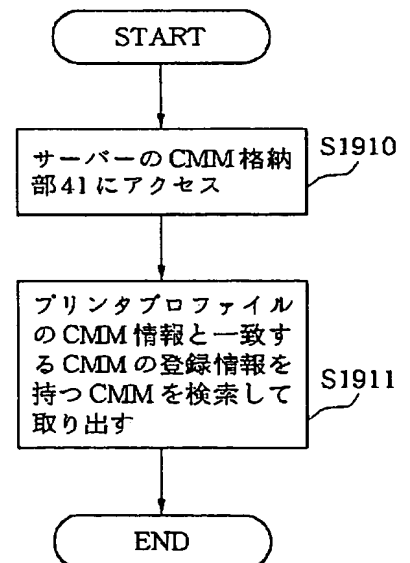 START
サーバーのCMM格納
部41にアクセス
S1910
プリンタプロファイル
のCMM情報と一致す
るCMMの登録情報を
持つCMMを検索して
取り出す
S1911
END